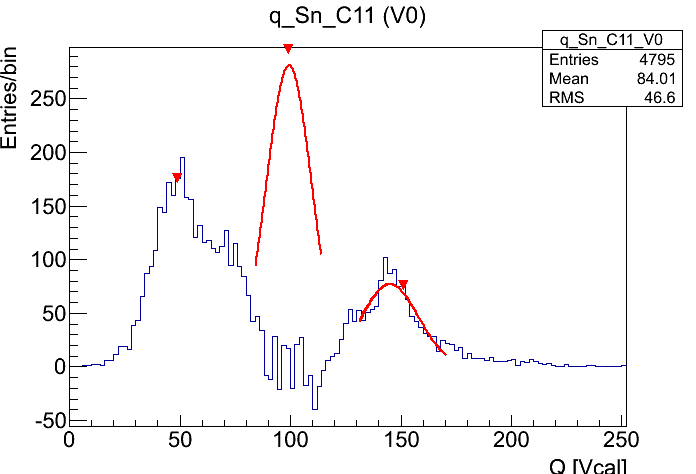 q_Sn_C11 (V0)
q_Sn_C11_V0
Entries 4795
Mean 84.01
RMS 46.6
Entries/bin
250
200
150
100
50
0
-50
0 50 100 150 200 250
Q [Vcal]